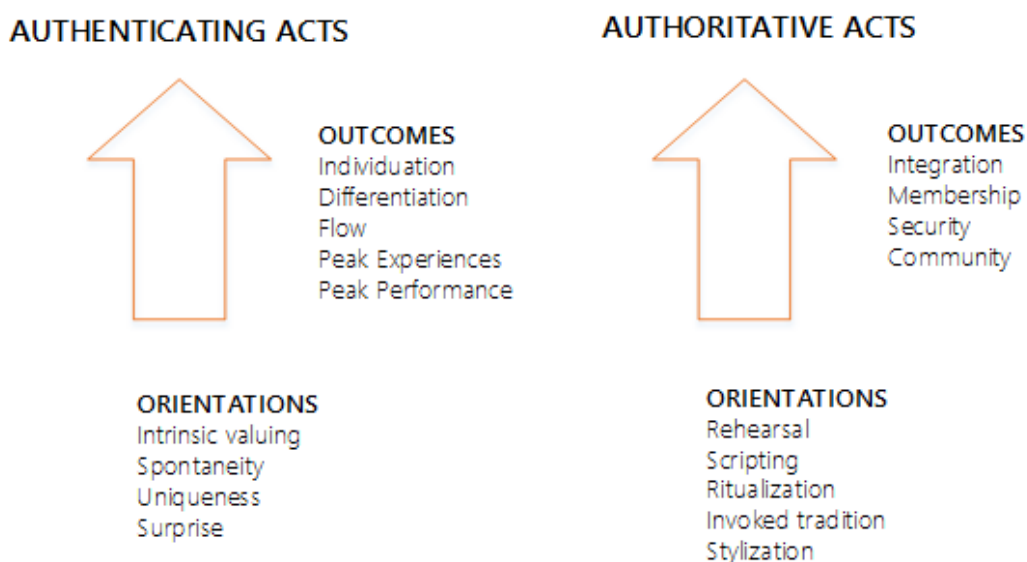 AUTHENTICATING ACTS
OUTCOMES
Individuation
Differentiation
Flow
Peak Experiences
Peak Performance
ORIENTATIONS
Intrinsic valuing
Spontaneity
Uniqueness
Surprise
AUTHORITATIVE ACTS
OUTCOMES
Integration
Membership
Security
Community
ORIENTATIONS
Rehearsal
Scripting
Ritualization
Invoked tradition
Stylization